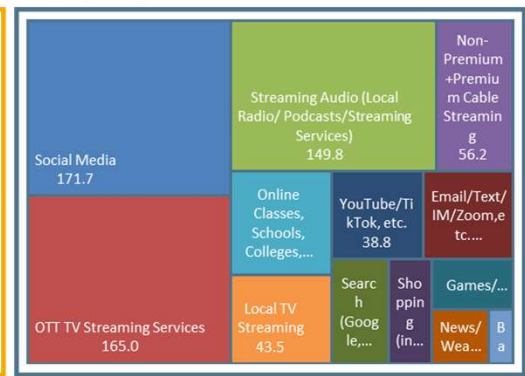 Social Media
171.7
OTT TV Streaming Services
165.0
Streaming Audio (Local
Radio/ Podcasts/Streaming
Services)
149.8
Non-
Premium
+Premiu
m Cable
Streamin
g
56.2
Online
Classes,
Schools,
Colleges,...
Local TV
Streaming
43.5
YouTube/Ti
kTok, etc.
38.8
Email/Text/
IM/Zoom,e
tc....
Searc
h
(Goog
le,...
Sho
ppin
g
(in...
Games/...
News/
Wea...
B
a